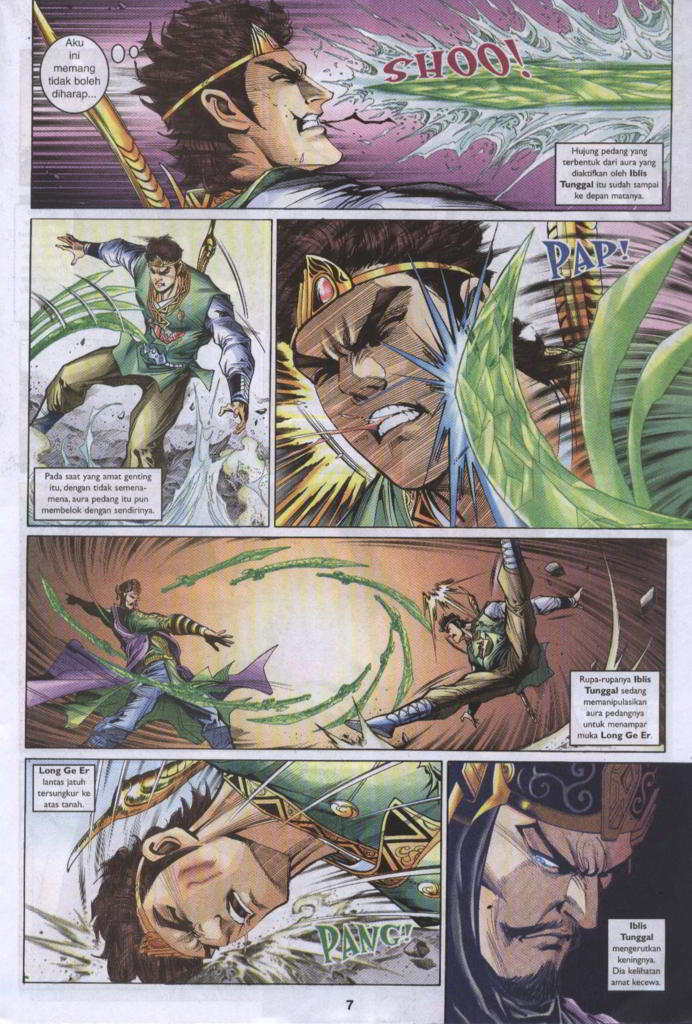 Aku
ini
memang
tidak boleh
diharap...
SHOO!
Hujung pedang yang
terbentuk dari aura yang
diaktifkan oleh Iblis
Tunggal itu sudah sampai
ke depan matanya.
Pada saat yang amat genting
itu, dengan tidak semena-
mena, aura pedang itu pun
membelok dengan sendirinya.
PAP!
Rupa-rupanya Iblis
Tunggal sedang
memanipulasikan
aura pedangnya
untuk menampar
muka Long Ge Er.
Long Ge Er
lantas jatuh
tersungkur ke
atas tanah.
PANG!!
Iblis
Tunggal
mengerutkan
keningnya.
Dia kelihatan
amat kecewa.
7